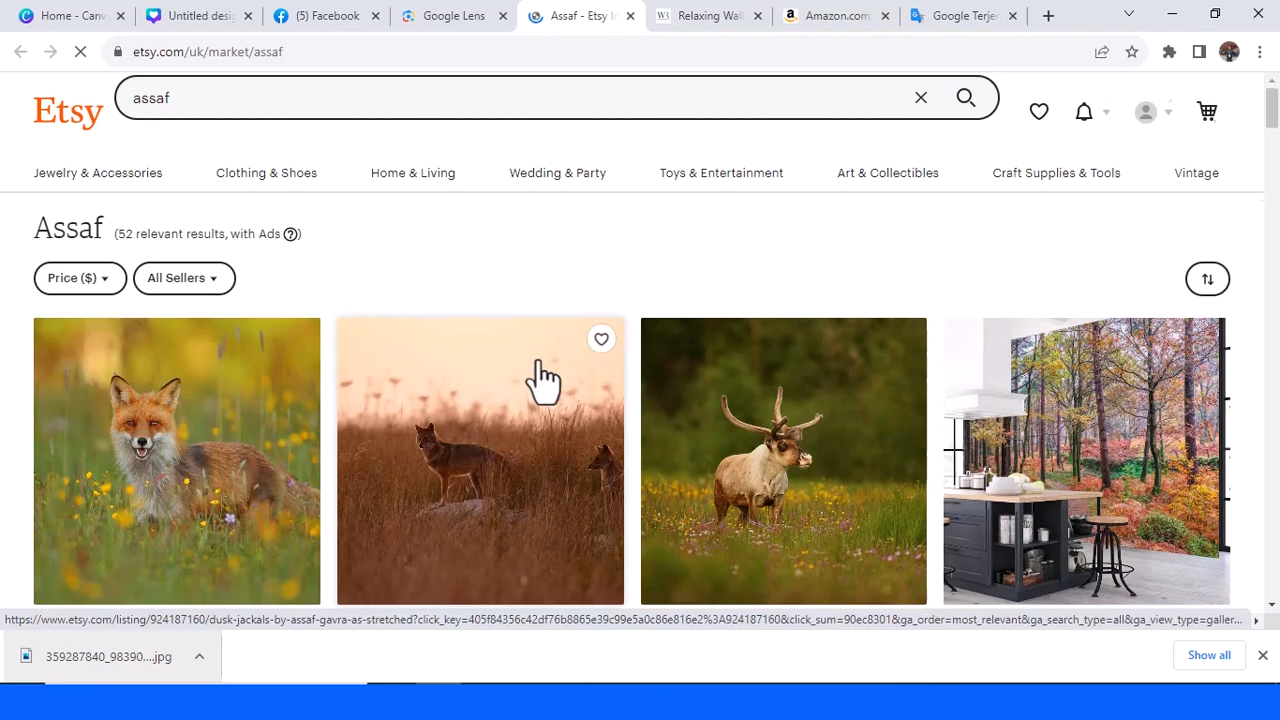 Home - Canv
Untitled desig
(5) Facebook
Google Lens
Assaf - Etsy I
Relaxing Wal
Amazon.com
Google Terjem
etsy.com/uk/market/assaf
Etsy
assaf
Jewelry & Accessories
Clothing & Shoes
Home & Living
Wedding & Party
Toys & Entertainment
Art & Collectibles
Craft Supplies & Tools
Vintage
Assaf (52 relevant results, with Ads ?)
Price ($)
All Sellers
https://www.etsy.com/listing/924187160/dusk-jackals-by-assaf-gavra-as-stretched?click_key=405f84356c42df76b8865e39c99e5a0c86e816e2%3A924187160&click_sum=90ec8301&ga_order=most_relevant&ga_search_type=all&ga_view_type=galler...
359287840_98390....jpg
Show all